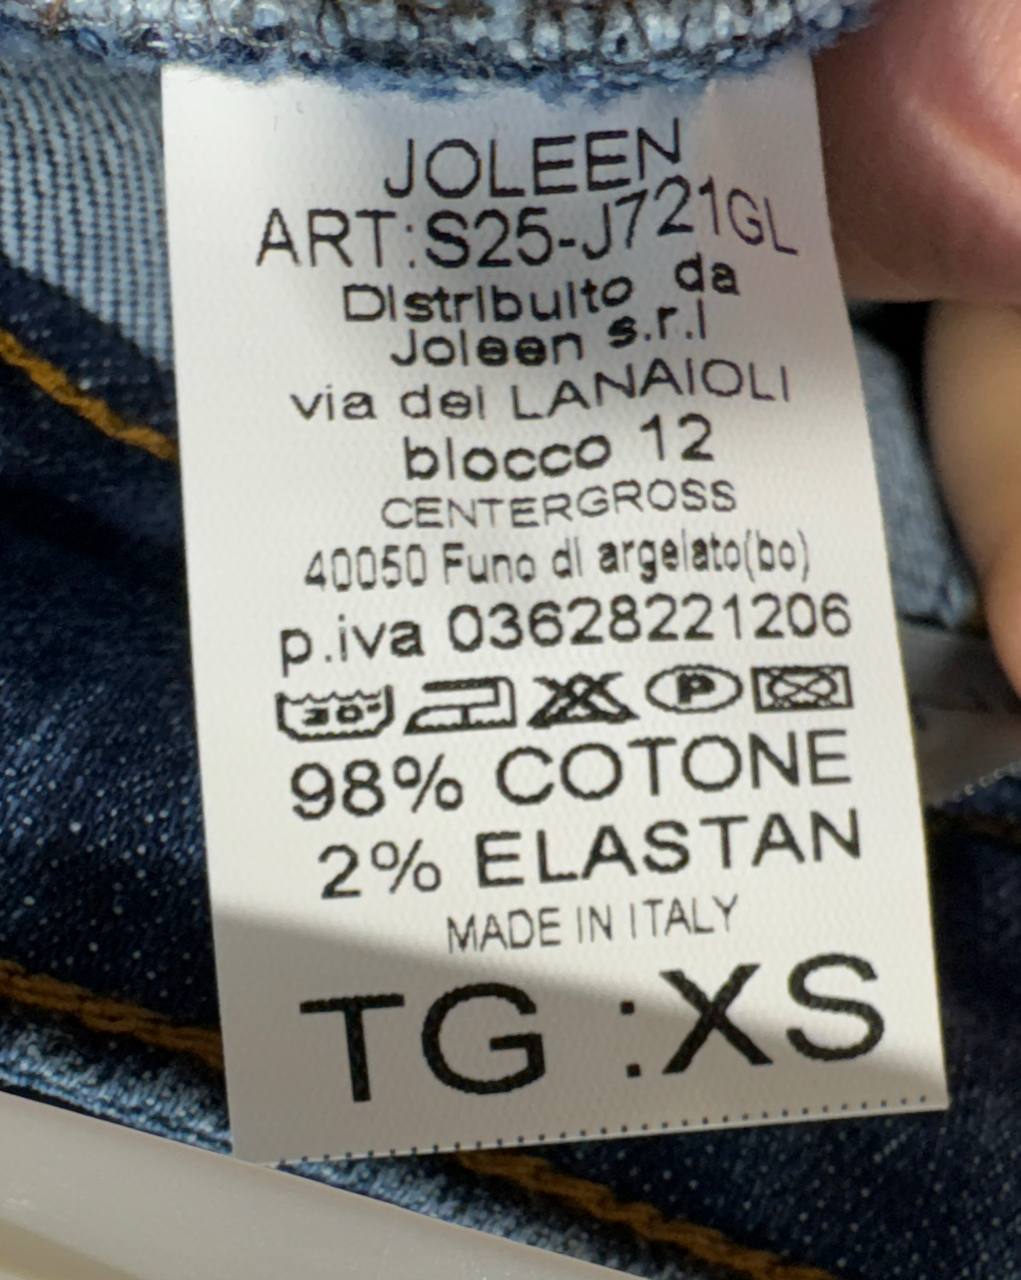 JOLEEN
ART:S25-J721GL
Distribuito da
Joleen s.r.l
via dei LANAIOLI
blocco 12
CENTERGROSS
40050 Funo di argelato(bo)
p.iva 03628221206
30° P
98% COTONE
2% ELASTAN
MADE IN ITALY
TG :XS